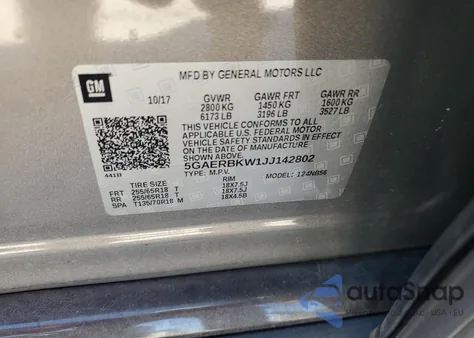 GM
MFD BY GENERAL MOTORS LLC
10/17 GVWR GAWR FRT GAWR RR
2800 KG 1450 KG 1600 KG
6173 LB 3196 LB 3527 LB
THIS VEHICLE CONFORMS TO ALL
APPLICABLE U.S. FEDERAL MOTOR
VEHICLE SAFETY STANDARDS IN EFFECT
ON THE DATE OF MANUFACTURE
SHOWN ABOVE.
5GAERBKW1JJ142802
TYPE: M.P.V. MODEL: 124NB56
441B
TIRE SIZE RIM
FRT 255/65R18 T 18X7.5J
RR 255/65R18 T 18X7.5J
SP T135/70R18 M 18X4.5B
autoSnap